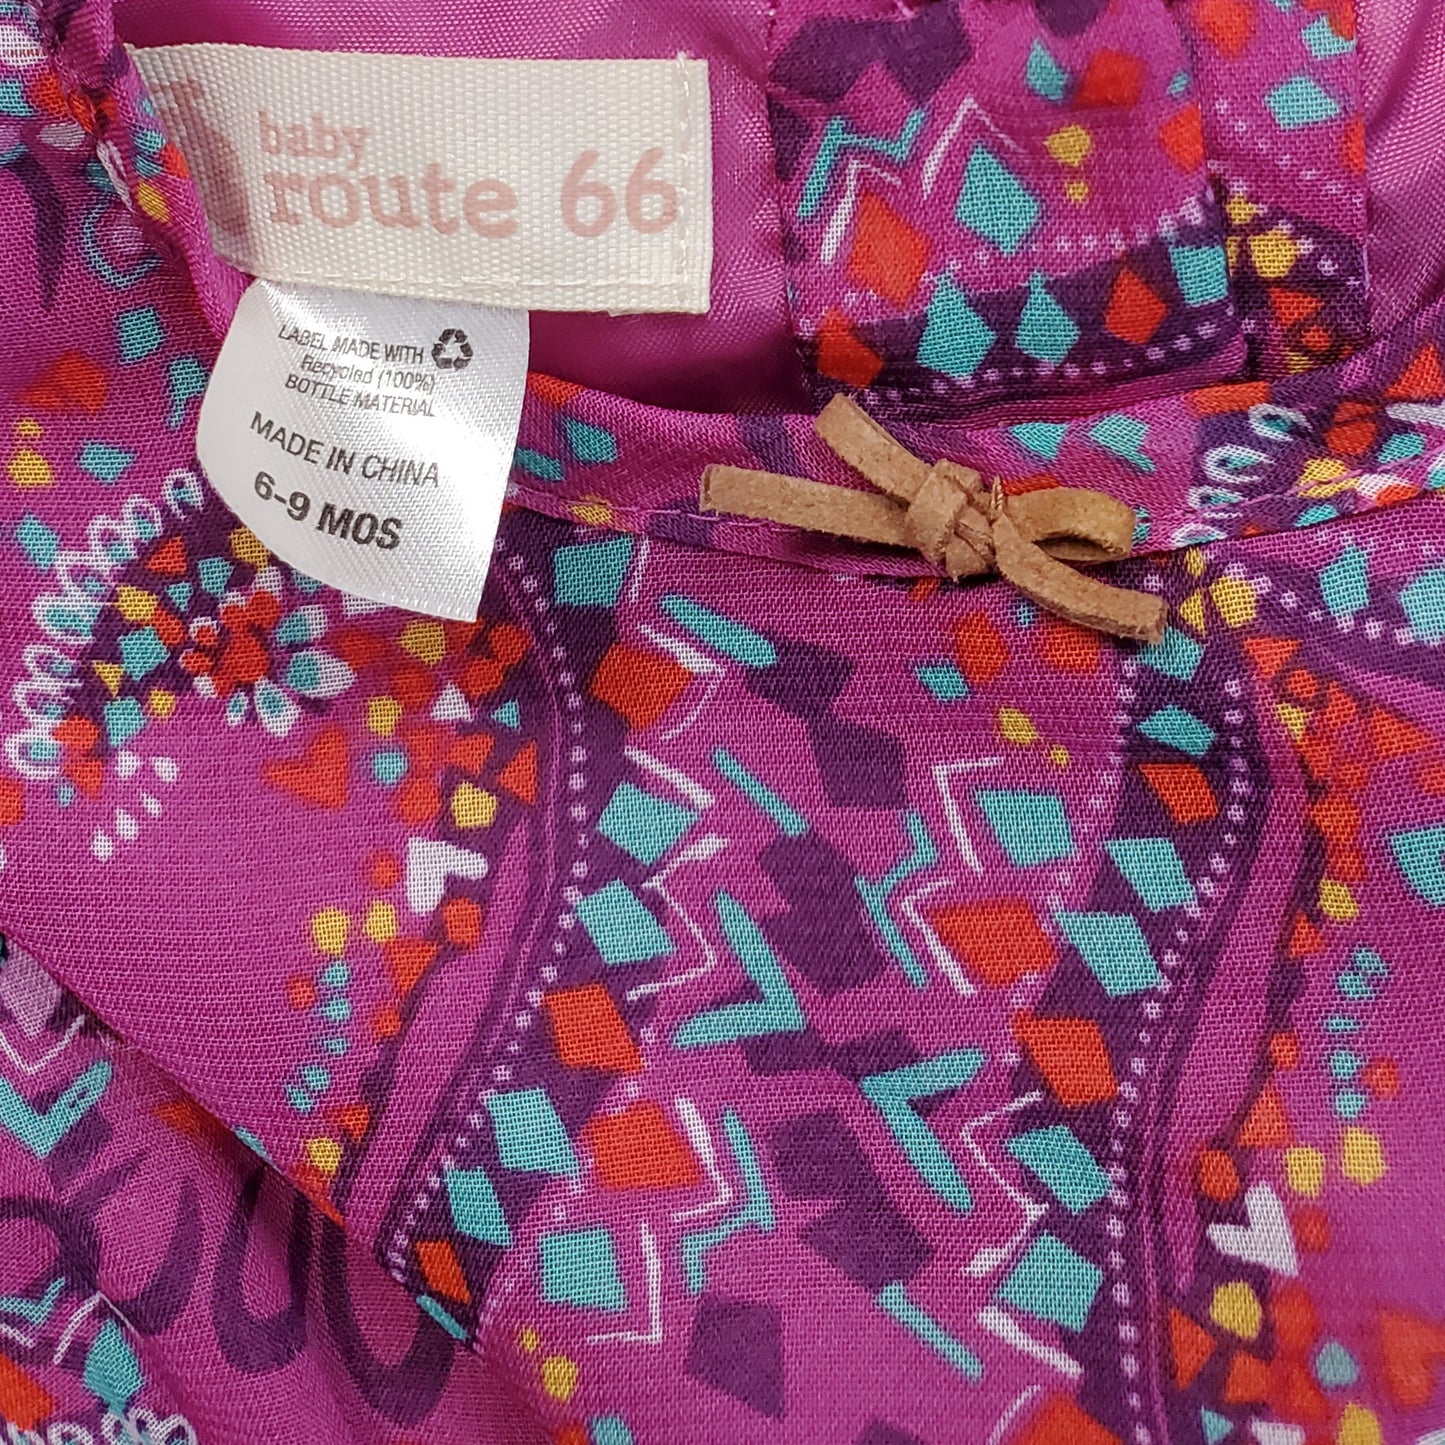 baby
route 66
LABEL MADE WITH
Recycled (100%)
BOTTLE MATERIAL
MADE IN CHINA
6-9 MOS